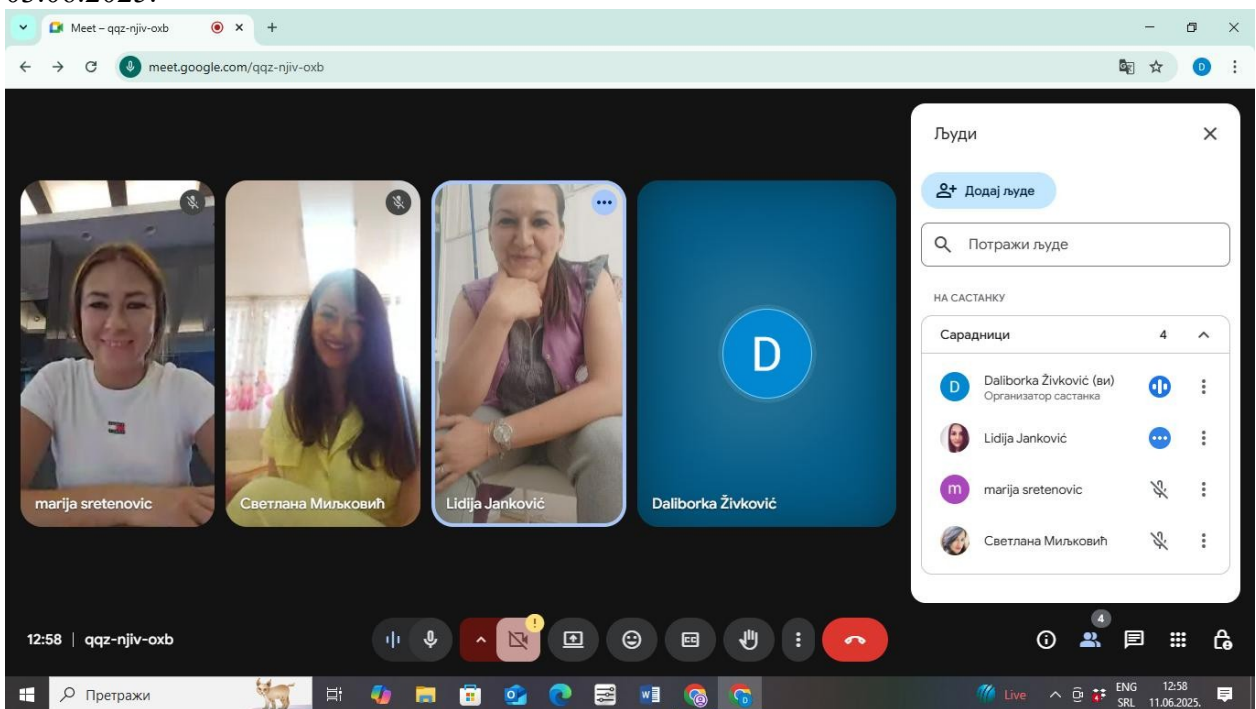 Meet – qqz-njiv-oxb
meet.google.com/qqz-njiv-oxb
D
Људи
Додај људе
Потражи људе
НА САСТАНКУ
Сарадници 4
D Daliborka Živković (ви)
Организатор састанка
Lidija Janković
m marija sretenovic
Светлана Миљковић
D
marija sretenovic
Светлана Миљковић
Lidija Janković
Daliborka Živković
12:58 | qqz-njiv-oxb
!
CC
4
Претражи
Live
ENG
SRL
12:58
11.06.2025.